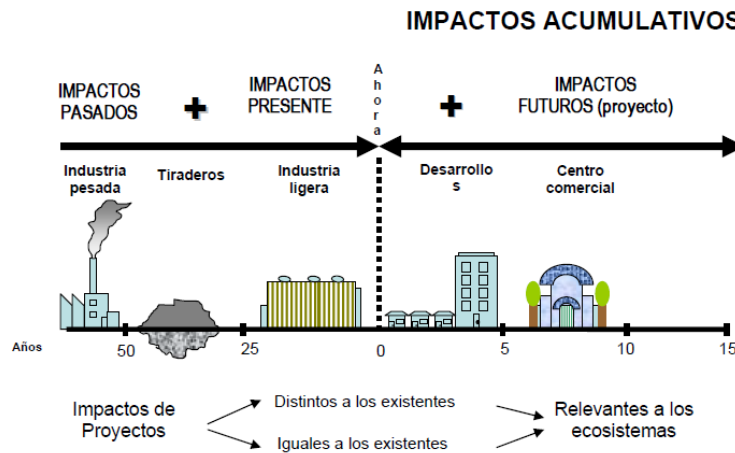 IMPACTOS ACUMULATIVOS
IMPACTOS
PASADOS
+
IMPACTOS
PRESENTE
Ahora
+
IMPACTOS
FUTUROS (proyecto)
Industria
pesada
Tiraderos
Industria
ligera
Desarrollo
s
Centro
comercial
Años
50
25
0
5
10
15
Impactos de
Proyectos
Distintos a los existentes
Iguales a los existentes
Relevantes a los
ecosistemas